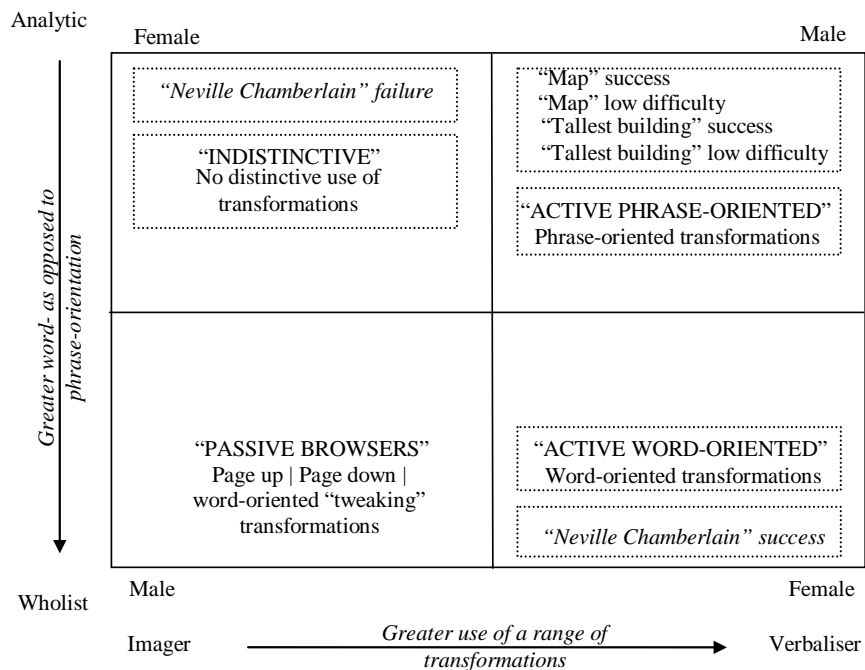 Analytic
Female
Male
“Neville Chamberlain” failure
“INDISTINCTIVE”
No distinctive use of
transformations
“Map” success
“Map” low difficulty
“Tallest building” success
“Tallest building” low difficulty
“ACTIVE PHRASE-ORIENTED”
Phrase-oriented transformations
Greater word- as opposed to
phrase-orientation
“PASSIVE BROWSERS”
Page up | Page down |
word-oriented “tweaking”
transformations
“ACTIVE WORD-ORIENTED”
Word-oriented transformations
“Neville Chamberlain” success
Wholist
Male
Female
Imager
Greater use of a range of
transformations
Verbaliser